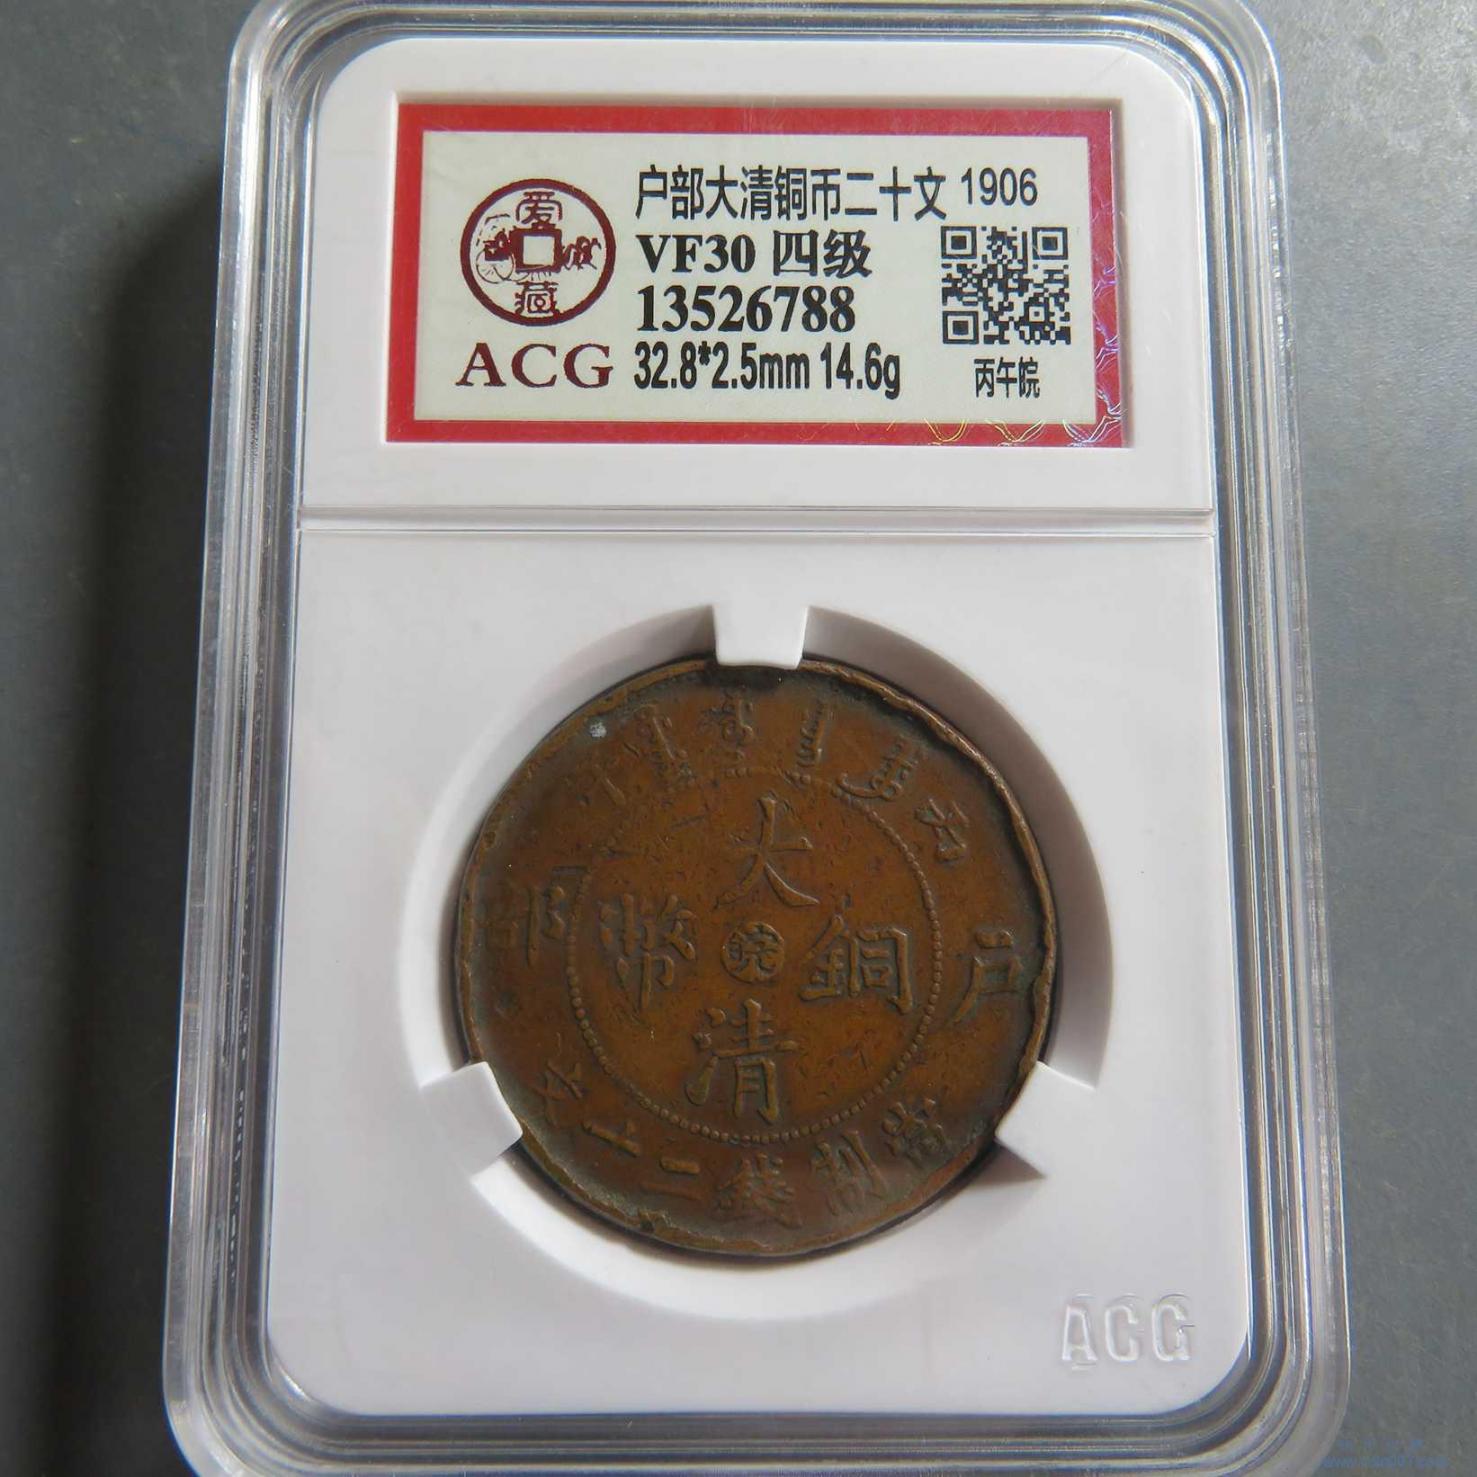 户部大清铜币二十文 1906
VF30 四级
13526788
32.8*2.5mm 14.6g
丙午皖
爱
藏
ACG
户
部
大
銅
幣
皖
清
當制錢二十文
ACG